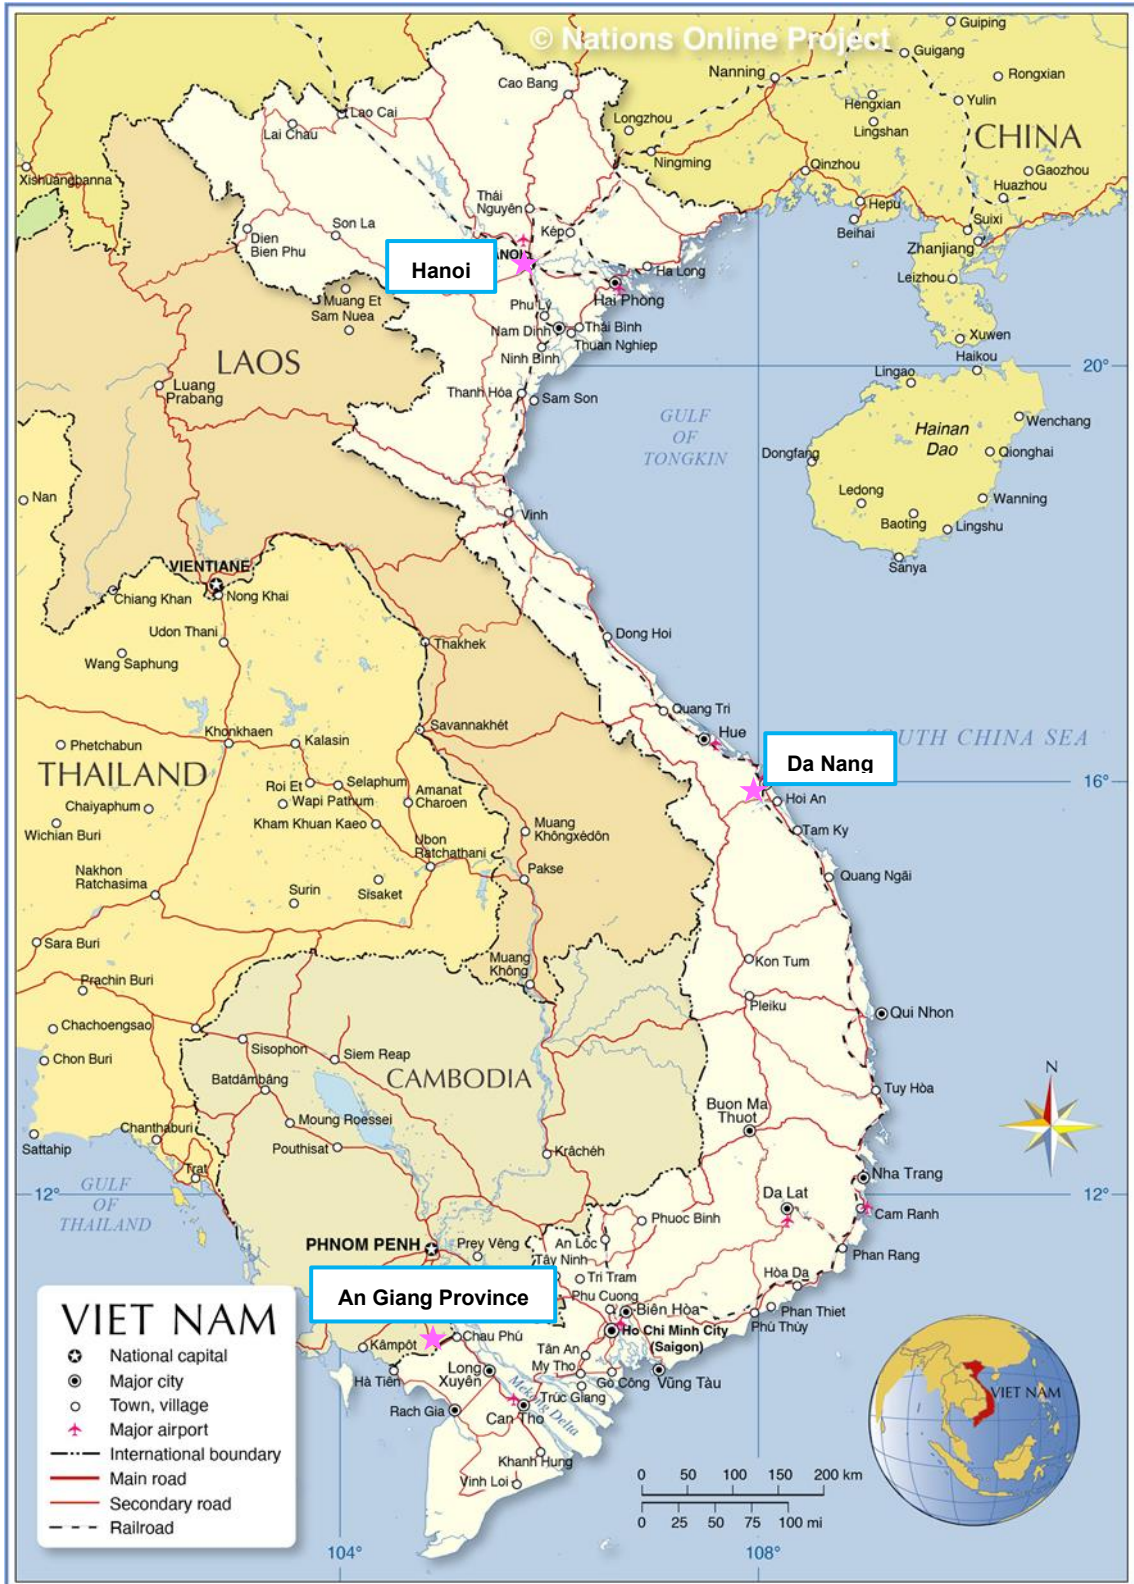 © Nations Online Project
Guiping
Guigang
Nanning
Rongxian
Cao Bang
Hengxian
Yulin
Longzhou
Lingshan
CHINA
Lao Cai
Lai Chau
Ningming
Qinzhou
Gaozhou
Xishuangbanna
Huazhou
Thái
Nguyên
Hepu
Beihai
Suixi
Son La
Kêp
Dien
Bien Phu
Zhanjiang
Hanoi
ANOI
Ha Long
Leizhou
Muang Et
Sam Nuea
Hai Phong
Phu Ly
Nam Dinh
Thai Bình
Thuan Nghiep
Xuwen
Ninh Bình
Haikou
LAOS
20°
Lingao
Luang
Prabang
Thanh Hóa
Sam Son
GULF
OF
TONGKIN
Hainan
Dao
Wenchang
Dongfang
Qionghai
Nan
Ledong
Wanning
Baoting
Lingshu
Vinh
Sanya
VIENTIANE
Chiang Khan
Nong Khai
Udon Thani
Dong Hoi
Wang Saphung
Thakhek
Quang Tri
Savannakhét
Khonkhaen
Kalasin
Hue
Phetchabun
SOUTH CHINA SEA
THAILAND
Da Nang
16°
Roi Et
Selaphum
Wapi Pathum
Amanat
Charoen
Hoi An
Chaiyaphum
Wichian Buri
Kham Khuan Kaeo
Muang
Khôngxédôn
Tam Ky
Ubon
Ratchathani
Nakhon
Ratchasima
Pakse
Quang Ngãi
Surin
Sisaket
Sara Buri
Muang
Không
Kon Tum
Prachin Buri
Pleiku
Chachoengsao
Qui Nhon
Sisophon
Siem Reap
Chon Buri
CAMBODIA
N
Batdâmbâng
Tuy Hòa
Buon Ma
Thuot
Moung Roessei
Chanthaburi
Sattahip
Pouthisat
Krâchéh
Trat
Nha Trang
GULF
OF
THAILAND
12°
Da Lat
12°
Phuoc Binh
Cam Ranh
PHNOM PENH
Prey Vêng
An Lôc
Tây Ninh
Phan Rang
Tri Tram
Hòa Da
An Giang Province
Phu Cuong
Biên Hòa
Phan Thiet
Phú Thúy
Ho Chi Minh City
(Saigon)
Kâmpôt
Chau Phú
Tân An
Hà Tiên
Long
Xuyên
My Tho
Gò Công
Vũng Tàu
Trúc Giang
Mekong Delta
Rach Gia
Can Tho
Khanh Hung
Vinh Loi
VIET NAM
National capital
Major city
Town, village
Major airport
International boundary
Main road
Secondary road
Railroad
0 50 100 150 200 km
0 25 50 75 100 mi
VIET NAM
104°
108°